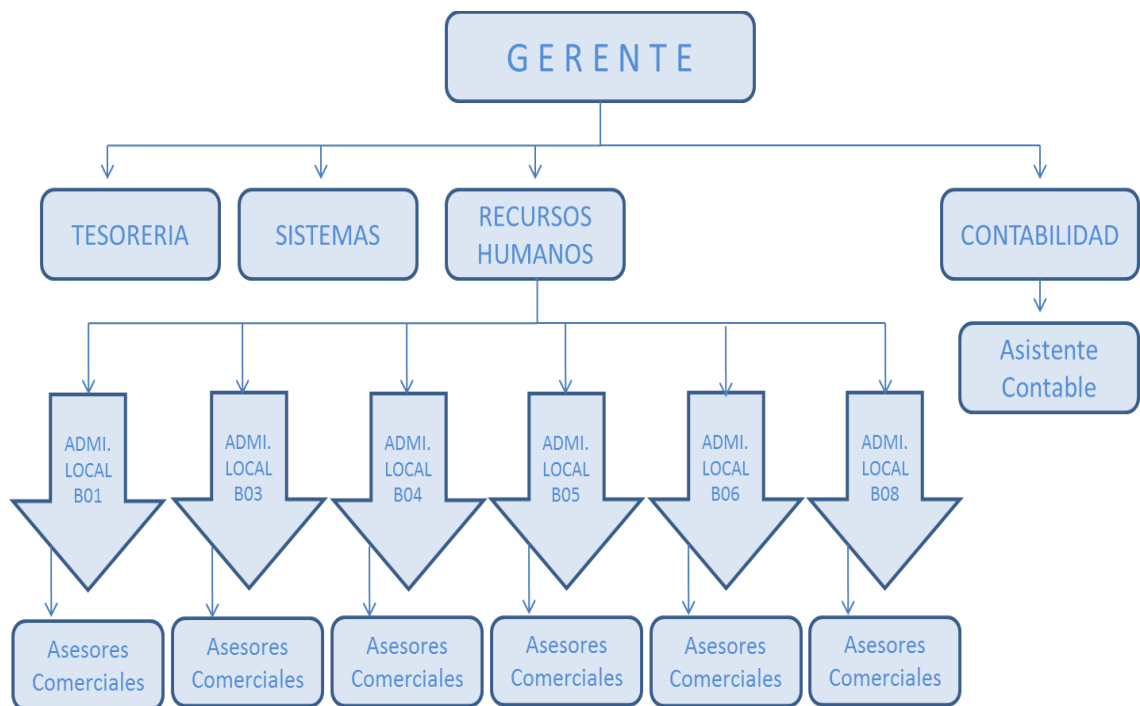 G E R E N T E
TESORERIA
SISTEMAS
RECURSOS
HUMANOS
CONTABILIDAD
Asistente
Contable
ADMI.
LOCAL
B01
ADMI.
LOCAL
B03
ADMI.
LOCAL
B04
ADMI.
LOCAL
B05
ADMI.
LOCAL
B06
ADMI.
LOCAL
B08
Asesores
Comerciales
Asesores
Comerciales
Asesores
Comerciales
Asesores
Comerciales
Asesores
Comerciales
Asesores
Comerciales